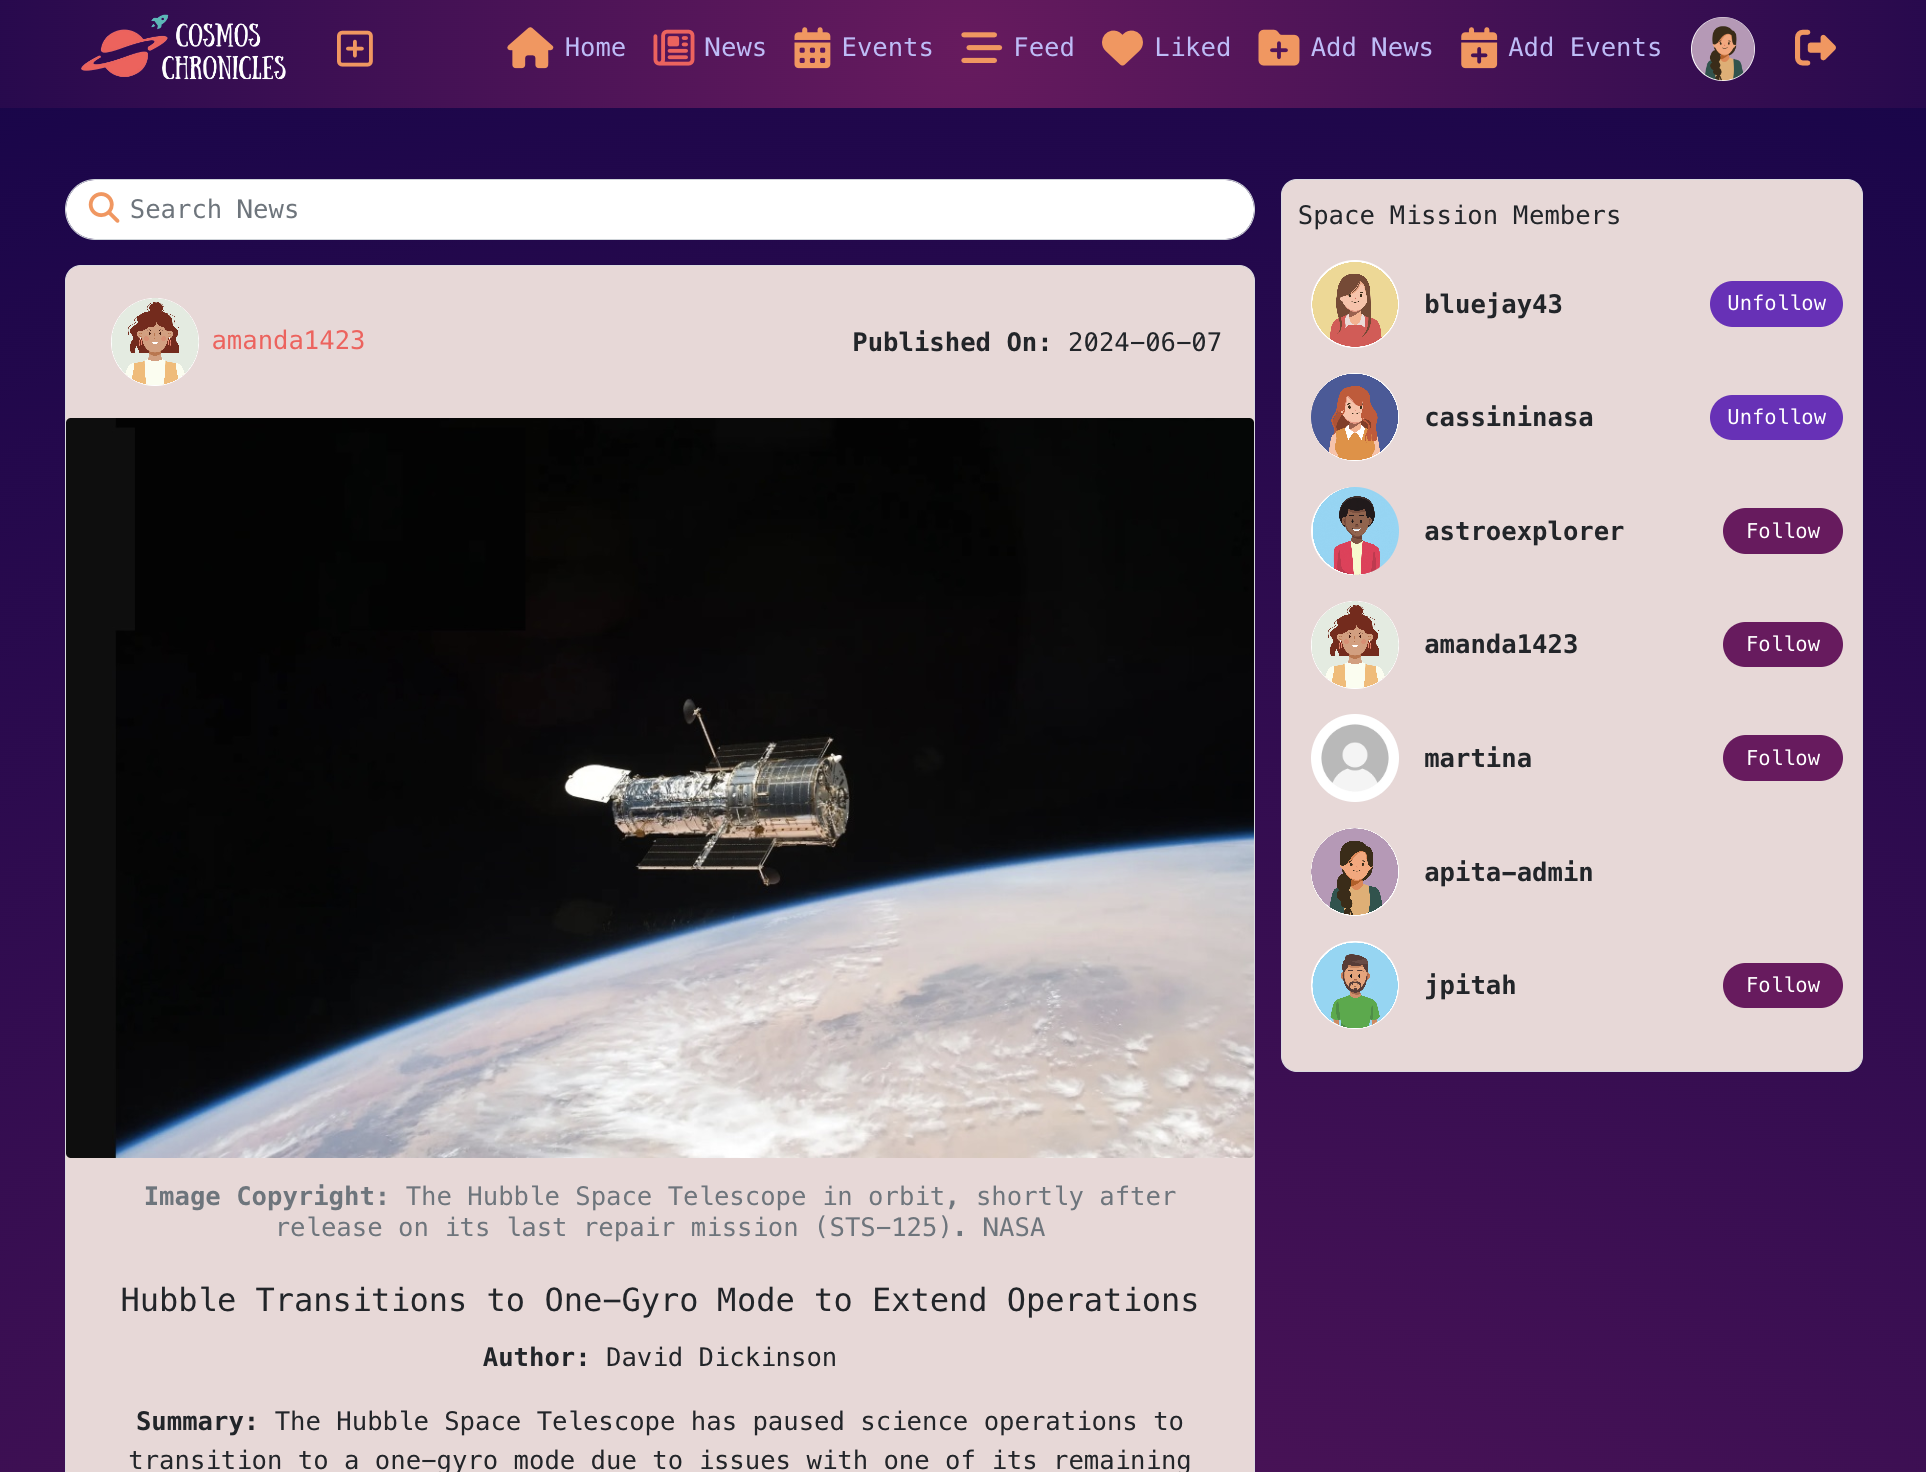 COSMOS
CHRONICLES
Home
News
Events
Feed
Liked
Add News
Add Events
Search News
amanda1423
Published On: 2024-06-07
Image Copyright: The Hubble Space Telescope in orbit, shortly after
release on its last repair mission (STS-125). NASA
Hubble Transitions to One-Gyro Mode to Extend Operations
Author: David Dickinson
Summary: The Hubble Space Telescope has paused science operations to
transition to a one-gyro mode due to issues with one of its remaining
Space Mission Members
bluejay43
Unfollow
cassininasa
Unfollow
astroexplorer
Follow
amanda1423
Follow
martina
Follow
apita-admin
jpitah
Follow